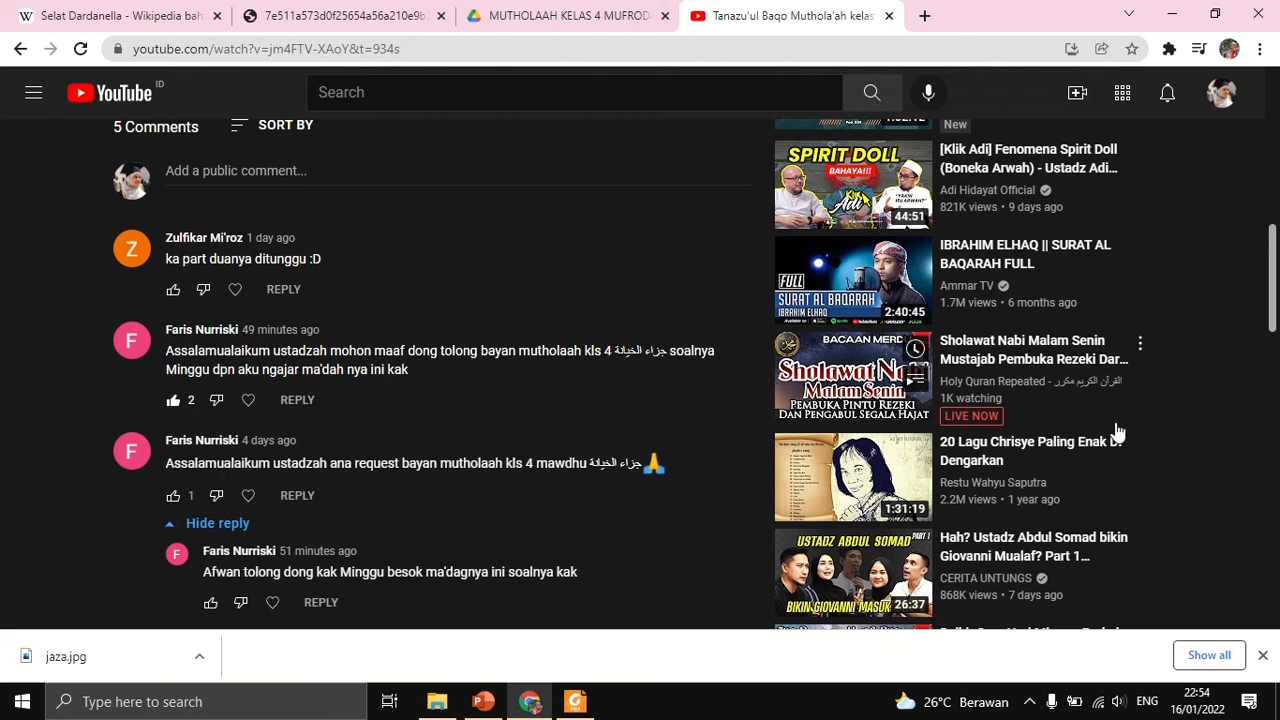 Selat Dardanella - Wikipedia bah
7e511a573d0f25654a56a210e9b
MUTHOLAAH KELAS 4 MUFROD
Tanazu'ul Baqo Muthola'ah kelas
youtube.com/watch?v=jm4FTV-XAoY&t=934s
YouTube ID
Search
5 Comments
SORT BY
Add a public comment...
Z
Zulfikar Mi'roz 1 day ago
ka part duanya ditunggu :D
REPLY
F
Faris Nurriski 49 minutes ago
Assalamualaikum ustadzah mohon maaf dong tolong bayan mutholaah kls 4 جزاء الخيانة soalnya
Minggu dpn aku ngajar ma'dah nya ini kak
2
REPLY
F
Faris Nurriski 4 days ago
Assalamualaikum ustadzah ana request bayan mutholaah kls 4 mawdhu جزاء الخيانة🙏
1
REPLY
Hide reply
F
Faris Nurriski 51 minutes ago
Afwan tolong dong kak Minggu besok ma'dagnya ini soalnya kak
REPLY
New
SPIRIT DOLL
BAHAYA!!!
KLIK
Adi
44:51
[Klik Adi] Fenomena Spirit Doll
(Boneka Arwah) - Ustadz Adi...
Adi Hidayat Official
821K views • 9 days ago
FULL
SURAT AL BAQARAH
IBRAHIM ELHAQ
2:40:45
IBRAHIM ELHAQ || SURAT AL
BAQARAH FULL
Ammar TV
1.7M views • 6 months ago
BACAAN MERD
Sholawat Nabi
Malam Senin
PEMBUKA PINTU REZEKI
DAN PENGABUL SEGALA HAJAT
Sholawat Nabi Malam Senin
Mustajab Pembuka Rezeki Dar...
Holy Quran Repeated - القرآن الكريم مكرر
1K watching
LIVE NOW
1:31:19
20 Lagu Chrisye Paling Enak
Dengarkan
Restu Wahyu Saputra
2.2M views • 1 year ago
USTADZ ABDUL SOMAD
PART 1
BIKIN GIOVANNI MASUK
26:37
Hah? Ustadz Abdul Somad bikin
Giovanni Mualaf? Part 1...
CERITA UNTUNGS
868K views • 7 days ago
jaza.jpg
Show all
Type here to search
26°C Berawan
ENG
22:54
16/01/2022